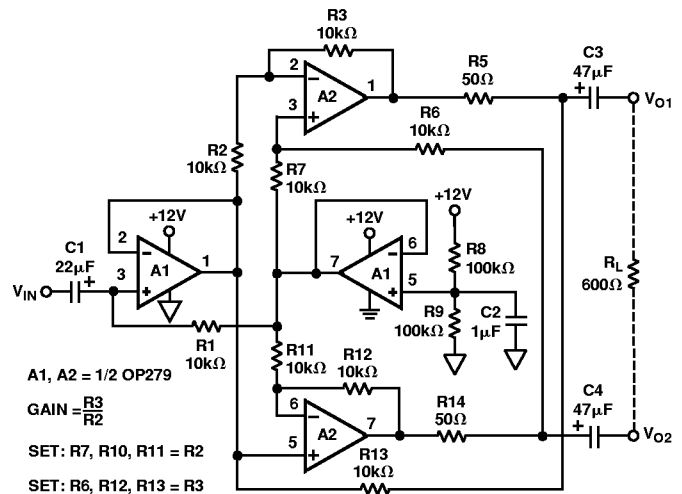 R3
10kΩ
2
A2
1
3
R5
50Ω
C3
47µF
+
VO1
R6
10kΩ
R2
10kΩ
R7
10kΩ
+12V
2
A1
1
3
C1
22µF
+
VIN
+12V
7
A1
6
5
+12V
R8
100kΩ
R9
100kΩ
C2
1µF
RL
600Ω
R1
10kΩ
R11
10kΩ
R12
10kΩ
6
A2
7
5
R14
50Ω
C4
47µF
+
VO2
R13
10kΩ
A1, A2 = 1/2 OP279
GAIN = R3
R2
SET: R7, R10, R11 = R2
SET: R6, R12, R13 = R3